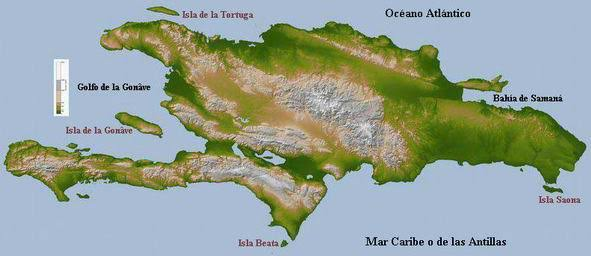 Isla de la Tortuga
Océano Atlántico
Golfo de la Gonâve
Bahía de Samaná
Isla de la Gonâve
Isla Saona
Isla Beata
Mar Caribe o de las Antillas